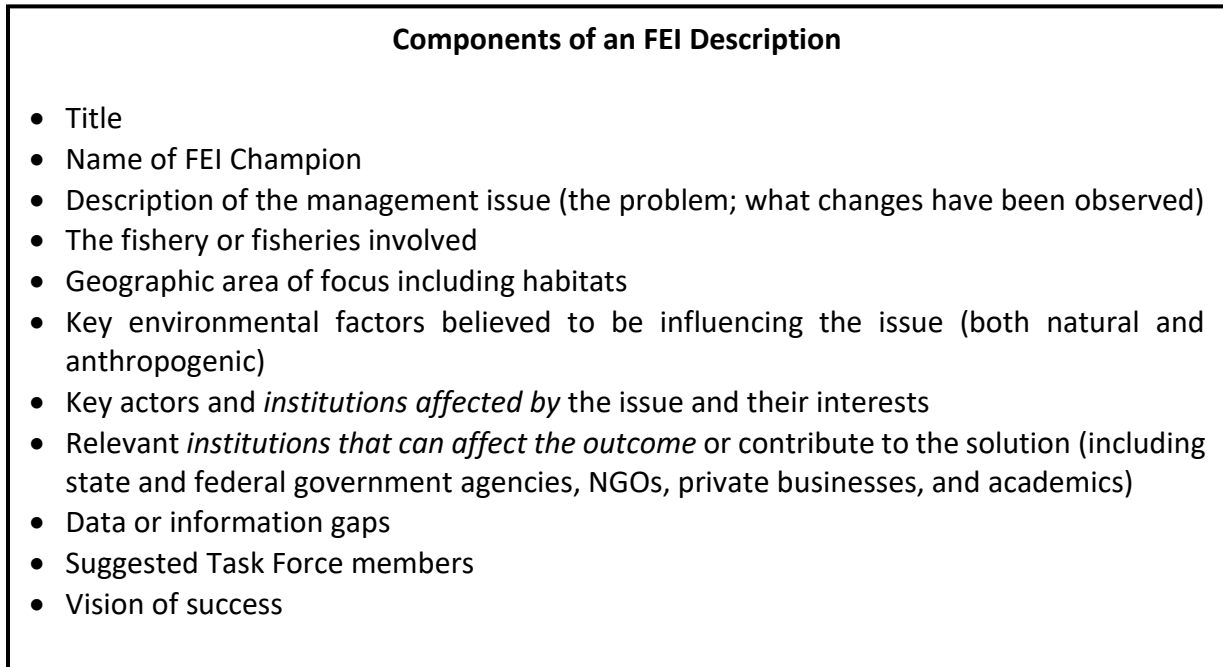 Components of an FEI Description
• Title
• Name of FEI Champion
• Description of the management issue (the problem; what changes have been observed)
• The fishery or fisheries involved
• Geographic area of focus including habitats
• Key environmental factors believed to be influencing the issue (both natural and
anthropogenic)
• Key actors and institutions affected by the issue and their interests
• Relevant institutions that can affect the outcome or contribute to the solution (including
state and federal government agencies, NGOs, private businesses, and academics)
• Data or information gaps
• Suggested Task Force members
• Vision of success